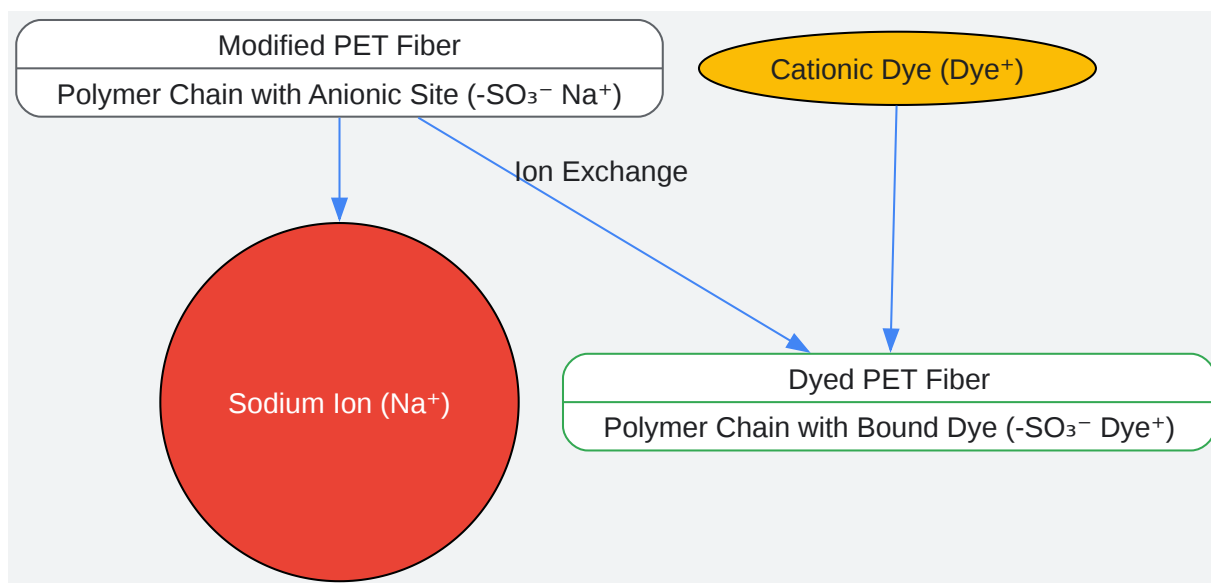 Modified PET Fiber
Polymer Chain with Anionic Site (-SO₃⁻ Na⁺)
Cationic Dye (Dye⁺)
Ion Exchange
Sodium Ion (Na⁺)
Dyed PET Fiber
Polymer Chain with Bound Dye (-SO₃⁻ Dye⁺)